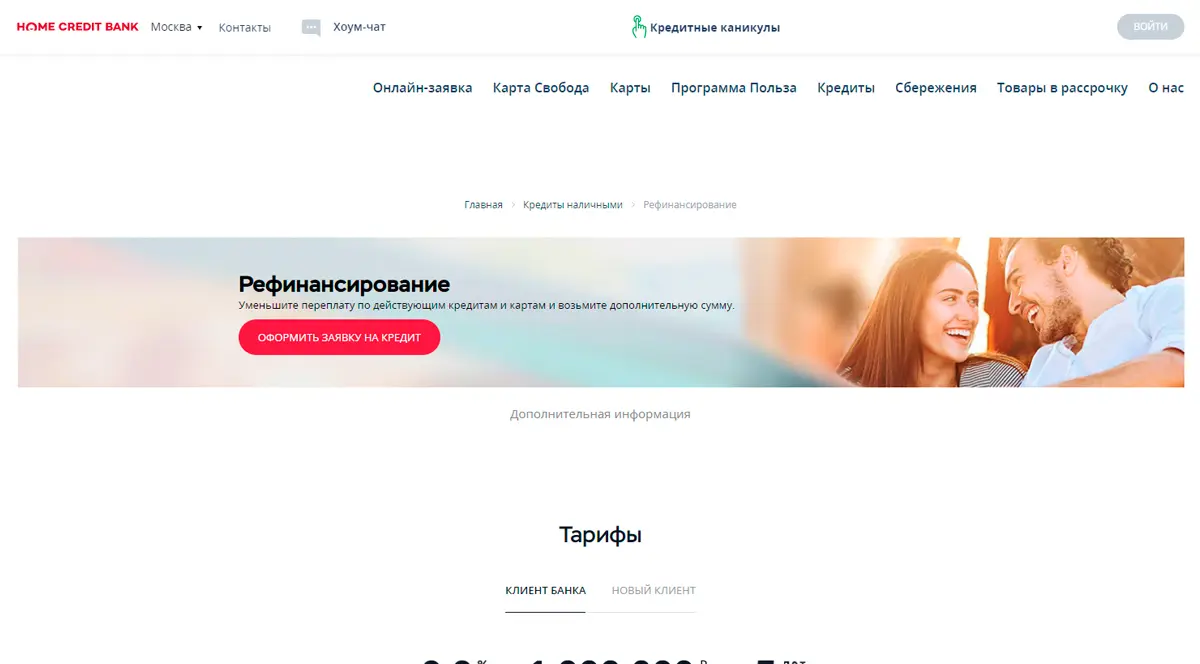 HOME CREDIT BANK Москва Контакты Хоум-чат Кредитные каникулы ВОЙТИ
Онлайн-заявка Карта Свобода Карты Программа Польза Кредиты Сбережения Товары в рассрочку О нас
Главная Кредиты наличными Рефинансирование
Рефинансирование
Уменьшите переплату по действующим кредитам и картам и возьмите дополнительную сумму.
ОФОРМИТЬ ЗАЯВКУ НА КРЕДИТ
Дополнительная информация
Тарифы
КЛИЕНТ БАНКА НОВЫЙ КЛИЕНТ